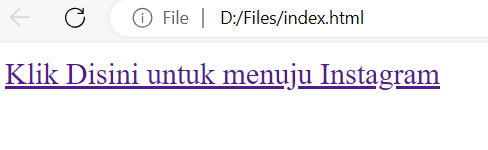 File | D:/Files/index.html
Klik Disini untuk menuju Instagram